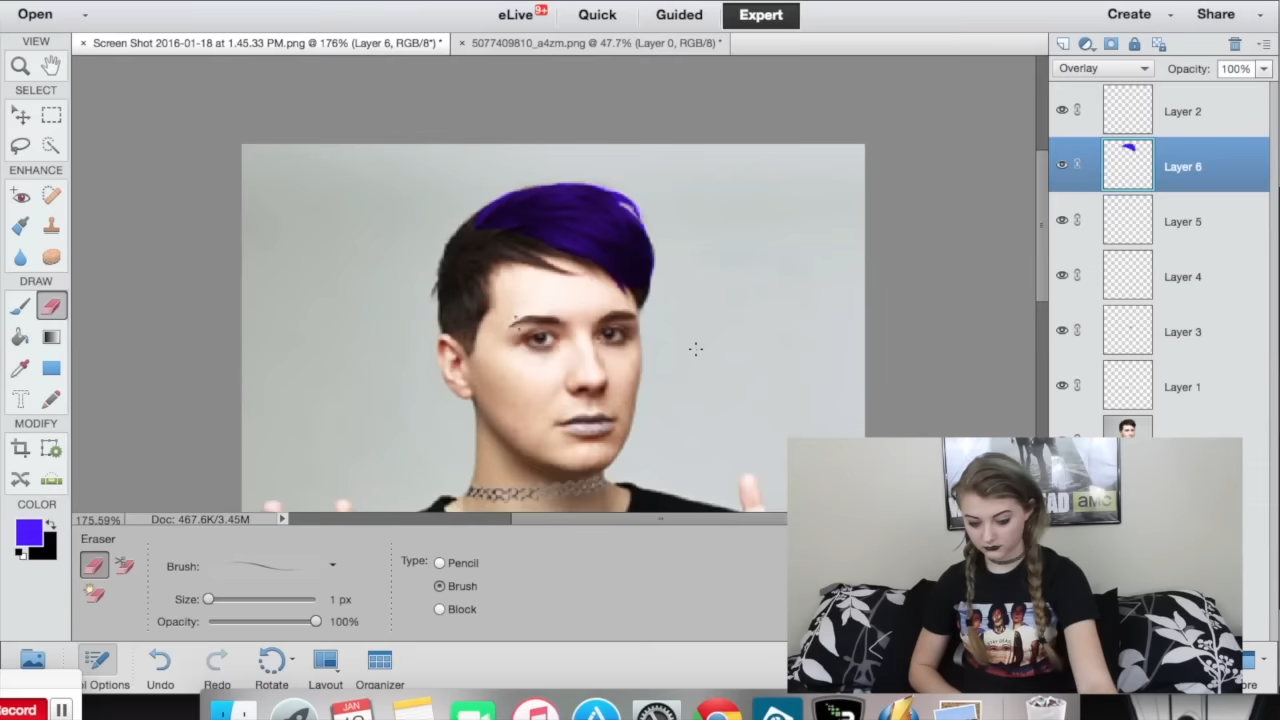 Open
eLive 9+
Quick
Guided
Expert
Create
Share
VIEW
× Screen Shot 2016-01-18 at 1.45.33 PM.png @ 176% (Layer 6, RGB/8*) *
× 5077409810_a4zm.png @ 47.7% (Layer 0, RGB/8) *
Overlay
Opacity: 100%
SELECT
Layer 2
ENHANCE
Layer 6
Layer 5
DRAW
Layer 4
Layer 3
Layer 1
T
MODIFY
COLOR
175.59%
Doc: 467.6K/3.45M
Eraser
Brush:
Size:
1 px
Opacity:
100%
Type:
Pencil
Brush
Block
amc
Options
Undo
Redo
Rotate
Layout
Organizer
JAN